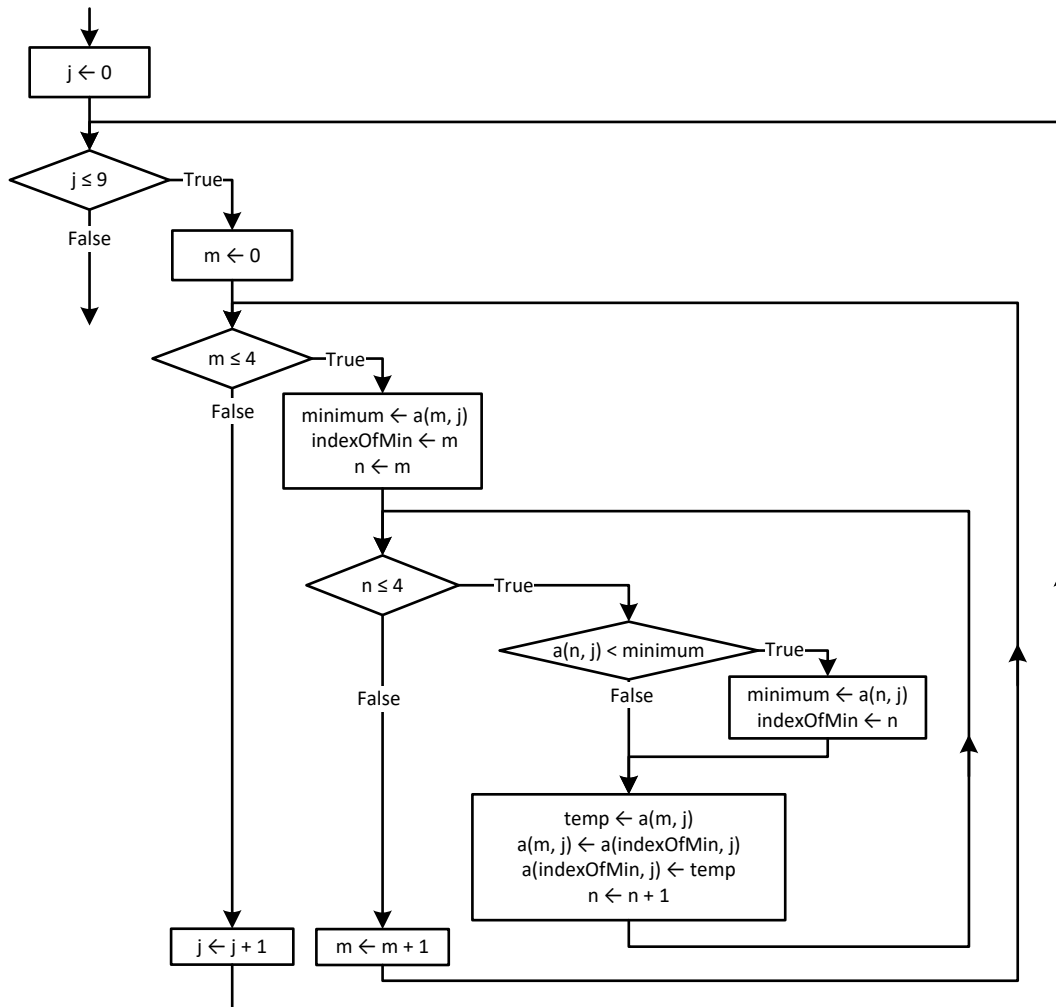 j ← 0
j ≤ 9
True
False
m ← 0
m ≤ 4
True
False
minimum ← a(m, j)
indexOfMin ← m
n ← m
n ≤ 4
True
a(n, j) < minimum
True
False
False
minimum ← a(n, j)
indexOfMin ← n
temp ← a(m, j)
a(m, j) ← a(indexOfMin, j)
a(indexOfMin, j) ← temp
n ← n + 1
j ← j + 1
m ← m + 1